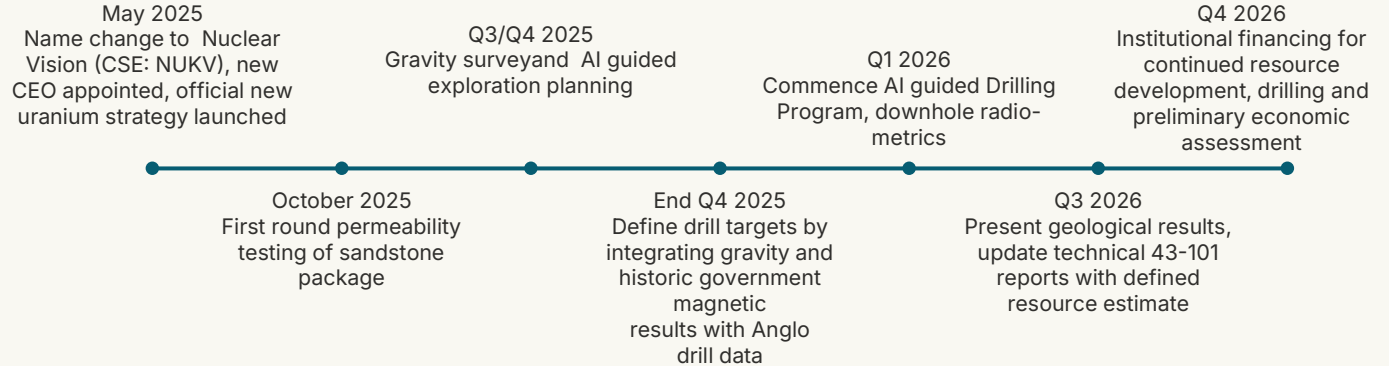 May 2025
Name change to  Nuclear
Vision (CSE: NUKV), new
CEO appointed, official new
uranium strategy launched
October 2025
First round permeability
testing of sandstone
package
Q3/Q4 2025
Gravity surveyand  AI guided
exploration planning
End Q4 2025
Define drill targets by
integrating gravity and
historic government
magnetic
results with Anglo
drill data
Q1 2026
Commence AI guided Drilling
Program, downhole radio-
metrics
Q3 2026
Present geological results,
update technical 43-101
reports with defined
resource estimate
Q4 2026
Institutional financing for
continued resource
development, drilling and
preliminary economic
assessment